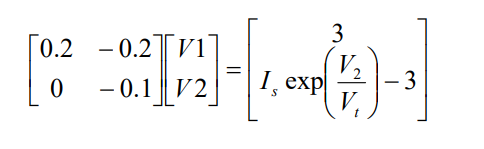 [0.2 −0.2] [V1] = [3]
[0 −0.1] [V2] [I_s exp(V_2/V_t) − 3]